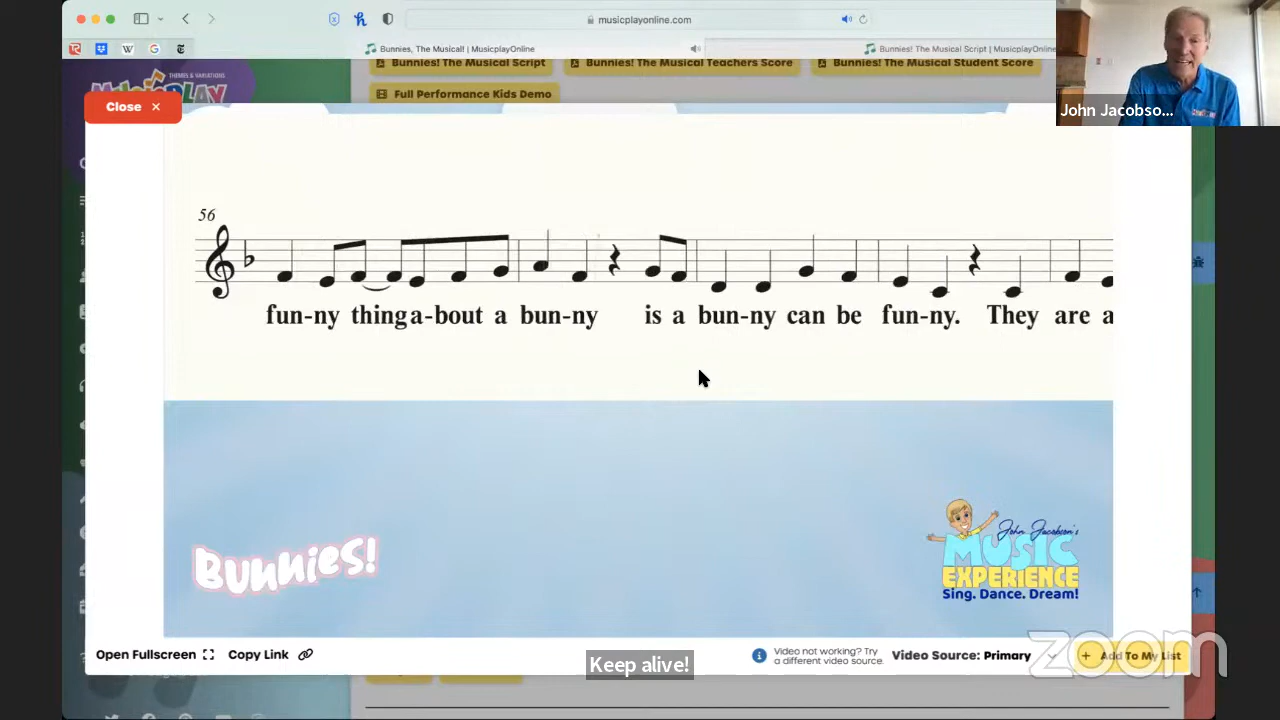 musicplayonline.com
Bunnies, The Musical! | MusicplayOnline
Bunnies! The Musical Script | MusicplayOnline
Bunnies! The Musical Script
Bunnies! The Musical Teachers Score
Bunnies! The Musical Student Score
THEMES & VARIATIONS
MUSICPLAY
Full Performance Kids Demo
Close ×
John Jacobso...
56
fun-ny thing a-bout a bun-ny is a bun-ny can be fun-ny. They are a
Bunnies!
John Jacobson's
MUSIC
EXPERIENCE
Sing. Dance. Dream!
Open Fullscreen
Copy Link
Video not working? Try
a different video source.
Video Source: Primary
+ Add To My List
zoom
Keep alive!